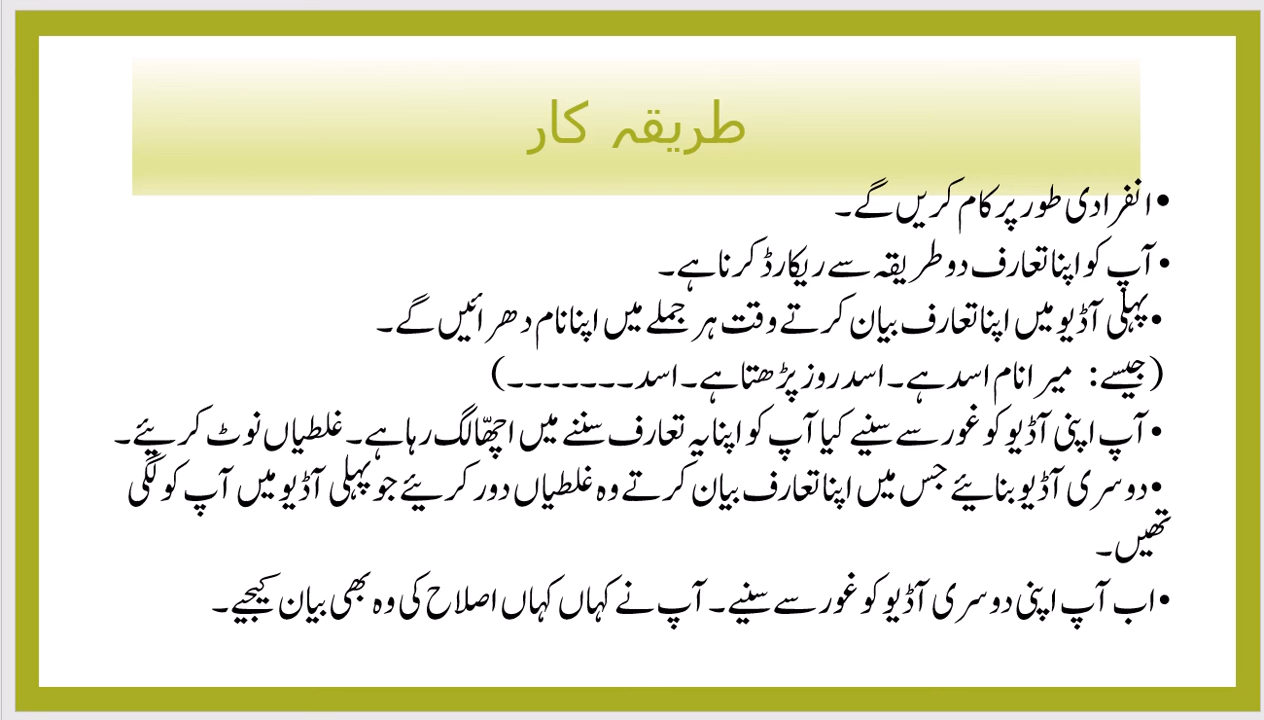 طریقہ کار
•انفرادی طور پر کام کریں گے۔
•آپ کو اپنا تعارف دو طریقہ سے ریکارڈ کرنا ہے۔
•پہلی آڈیو میں اپنا تعارف بیان کرتے وقت ہر جملے میں اپنا نام دھرائیں گے۔
(جیسے: میرا نام اسد ہے۔ اسد روز پڑھتا ہے۔ اسد۔۔۔۔۔۔۔)
•آپ اپنی آڈیو کو غور سے سنیے کیا آپ کو اپنا یہ تعارف سننے میں اچھّا لگ رہا ہے۔ غلطیاں نوٹ کریئے۔
•دوسری آڈیو بنایئے جس میں اپنا تعارف بیان کرتے وہ غلطیاں دور کریئے جو پہلی آڈیو میں آپ کو لگی
تھیں۔
•اب آپ اپنی دوسری آڈیو کو غور سے سنیے۔ آپ نے کہاں کہاں اصلاح کی وہ بھی بیان کیجیے۔